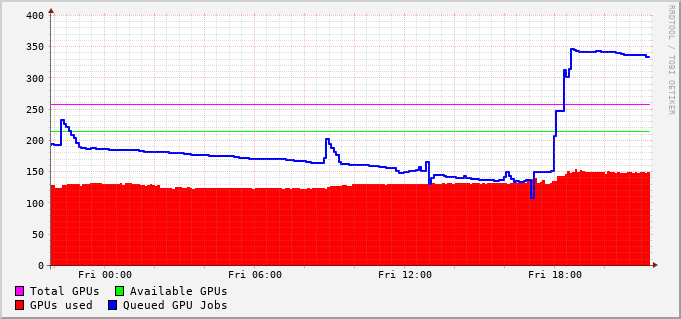 RRDTOOL / TOBI OETIKER
400
350
300
250
200
150
100
50
0
Fri 00:00 Fri 06:00 Fri 12:00 Fri 18:00
Total GPUs Available GPUs
GPUs used Queued GPU Jobs